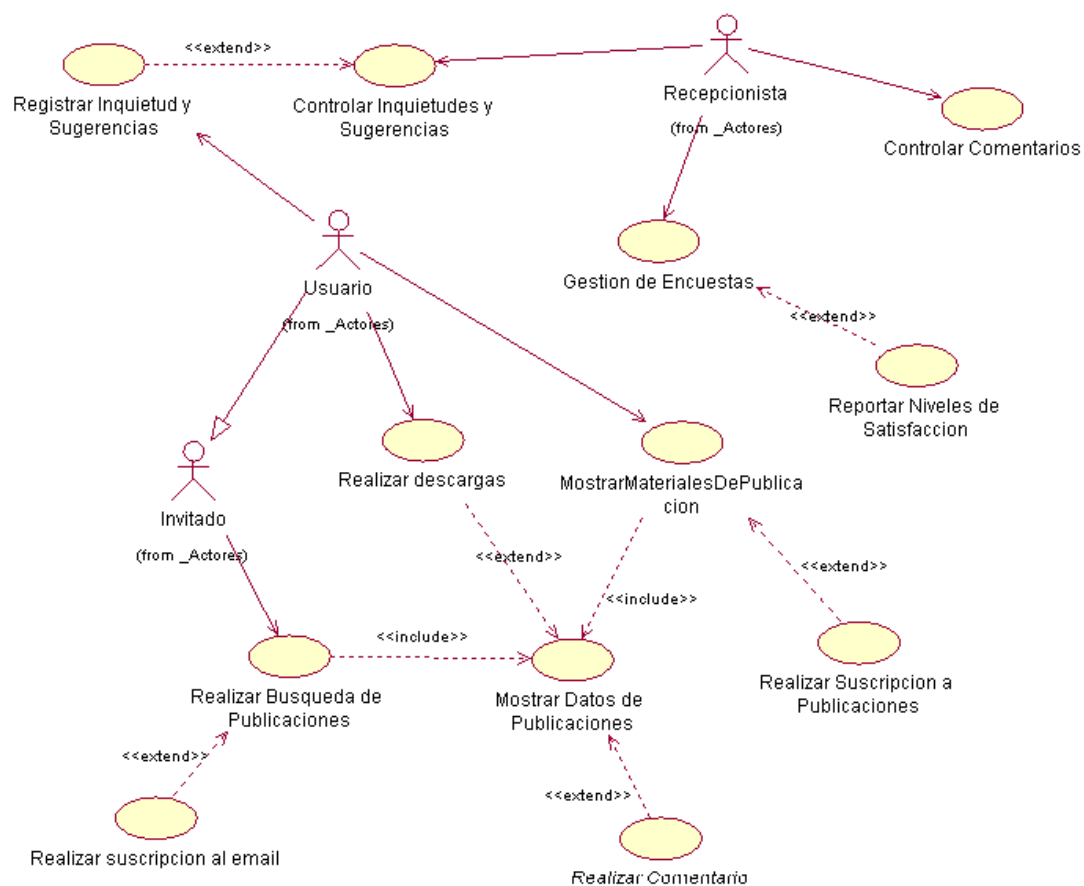 <<extend>>
Registrar Inquietud y
Sugerencias
Controlar Inquietudes y
Sugerencias
Recepcionista
(from _Actores)
Controlar Comentarios
Usuario
(from _Actores)
Gestion de Encuestas
<<extend>>
Reportar Niveles de
Satisfaccion
Realizar descargas
MostrarMaterialesDePublica
cion
Invitado
(from _Actores)
<<extend>>
<<extend>>
<<include>>
<<include>>
Realizar Busqueda de
Publicaciones
Mostrar Datos de
Publicaciones
Realizar Suscripcion a
Publicaciones
<<extend>>
<<extend>>
Realizar suscripcion al email
Realizar Comentario